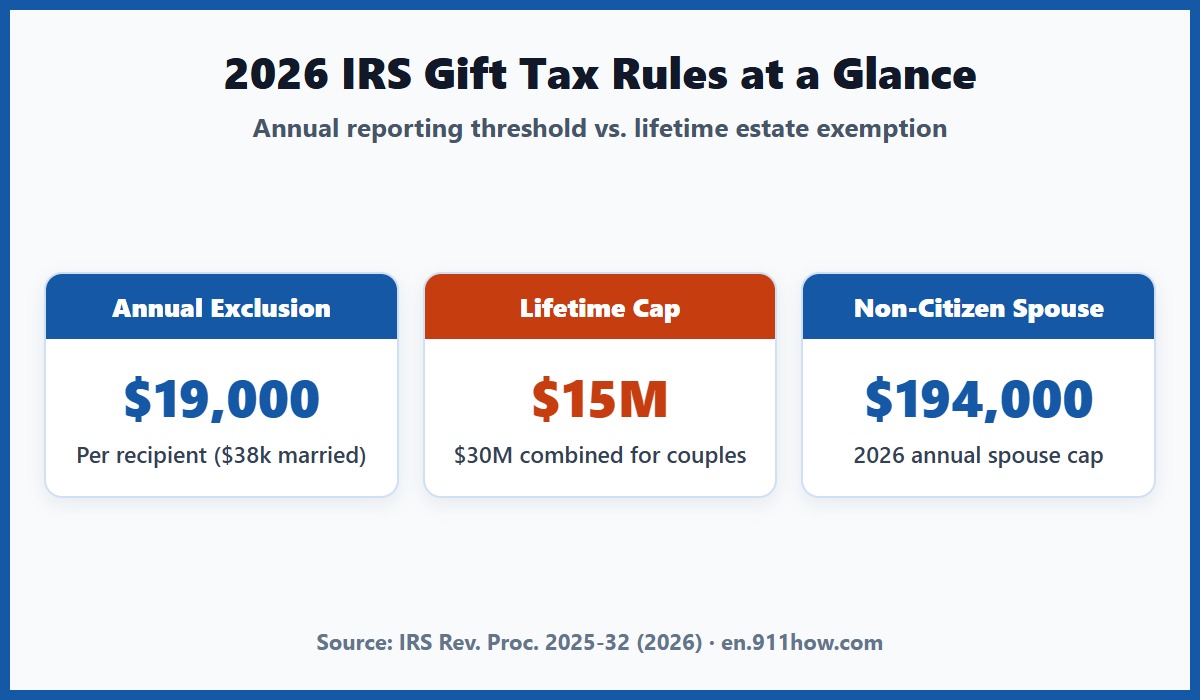 2026 IRS Gift Tax Rules at a Glance
Annual reporting threshold vs. lifetime estate exemption
Annual Exclusion
$19,000
Per recipient ($38k married)
Lifetime Cap
$15M
$30M combined for couples
Non-Citizen Spouse
$194,000
2026 annual spouse cap
Source: IRS Rev. Proc. 2025-32 (2026) · en.911how.com